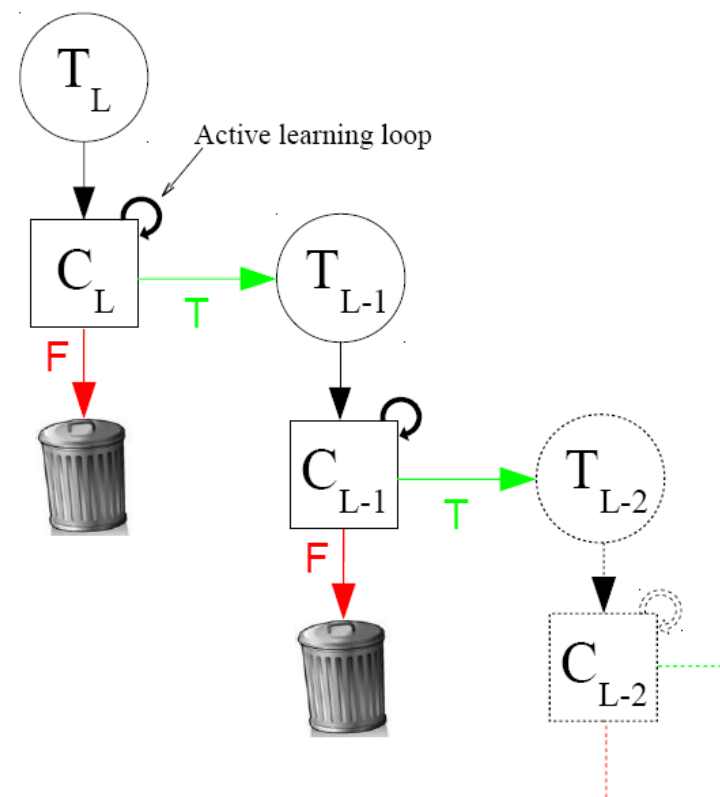 T_L
Active learning loop
C_L
T
T_L-1
F
C_L-1
T
T_L-2
F
C_L-2